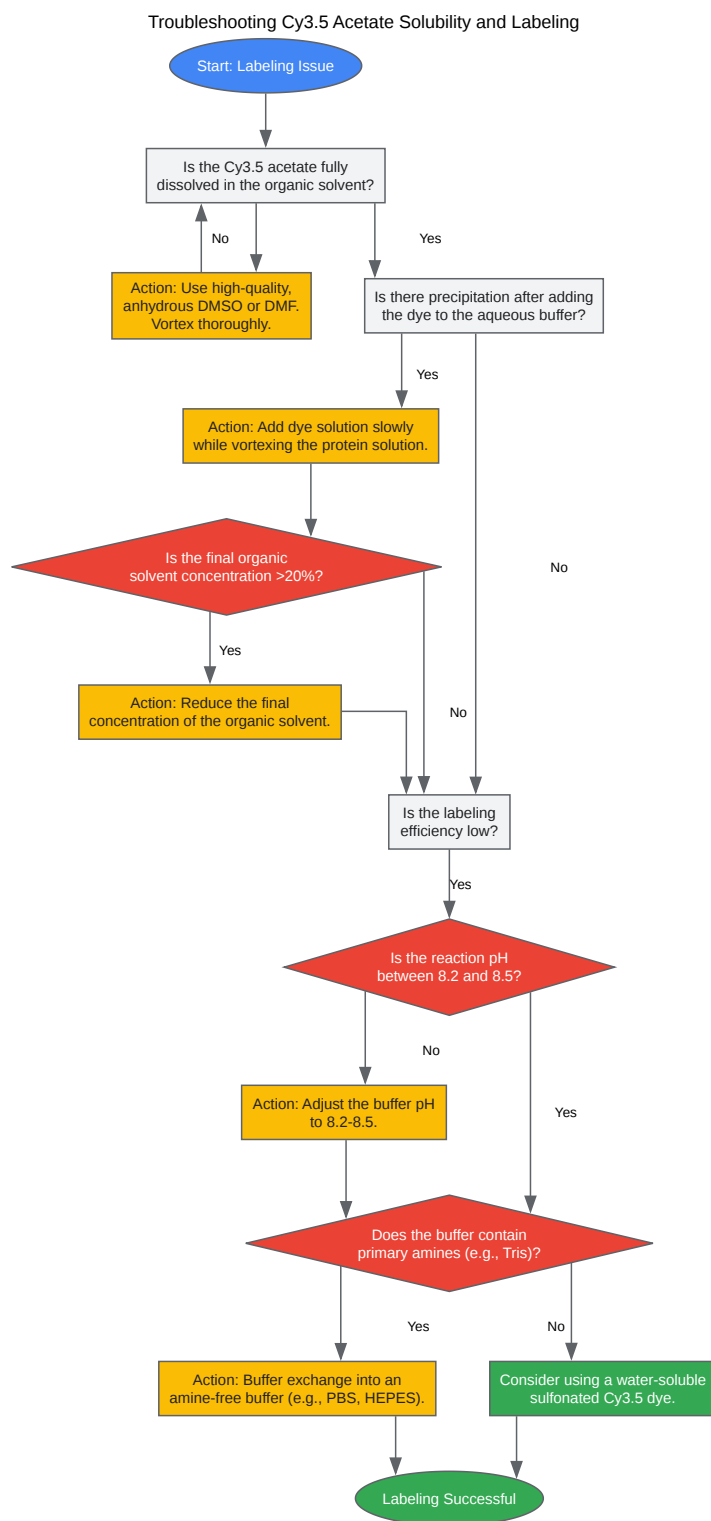 Troubleshooting Cy3.5 Acetate Solubility and Labeling
Start: Labeling Issue
Is the Cy3.5 acetate fully
dissolved in the organic solvent?
No
Yes
Action: Use high-quality,
anhydrous DMSO or DMF.
Vortex thoroughly.
Is there precipitation after adding
the dye to the aqueous buffer?
Yes
Action: Add dye solution slowly
while vortexing the protein solution.
Is the final organic
solvent concentration >20%?
No
Yes
Action: Reduce the final
concentration of the organic solvent.
No
Is the labeling
efficiency low?
Yes
Is the reaction pH
between 8.2 and 8.5?
No
Action: Adjust the buffer pH
to 8.2-8.5.
Yes
Does the buffer contain
primary amines (e.g., Tris)?
Yes
No
Action: Buffer exchange into an
amine-free buffer (e.g., PBS, HEPES).
Consider using a water-soluble
sulfonated Cy3.5 dye.
Labeling Successful